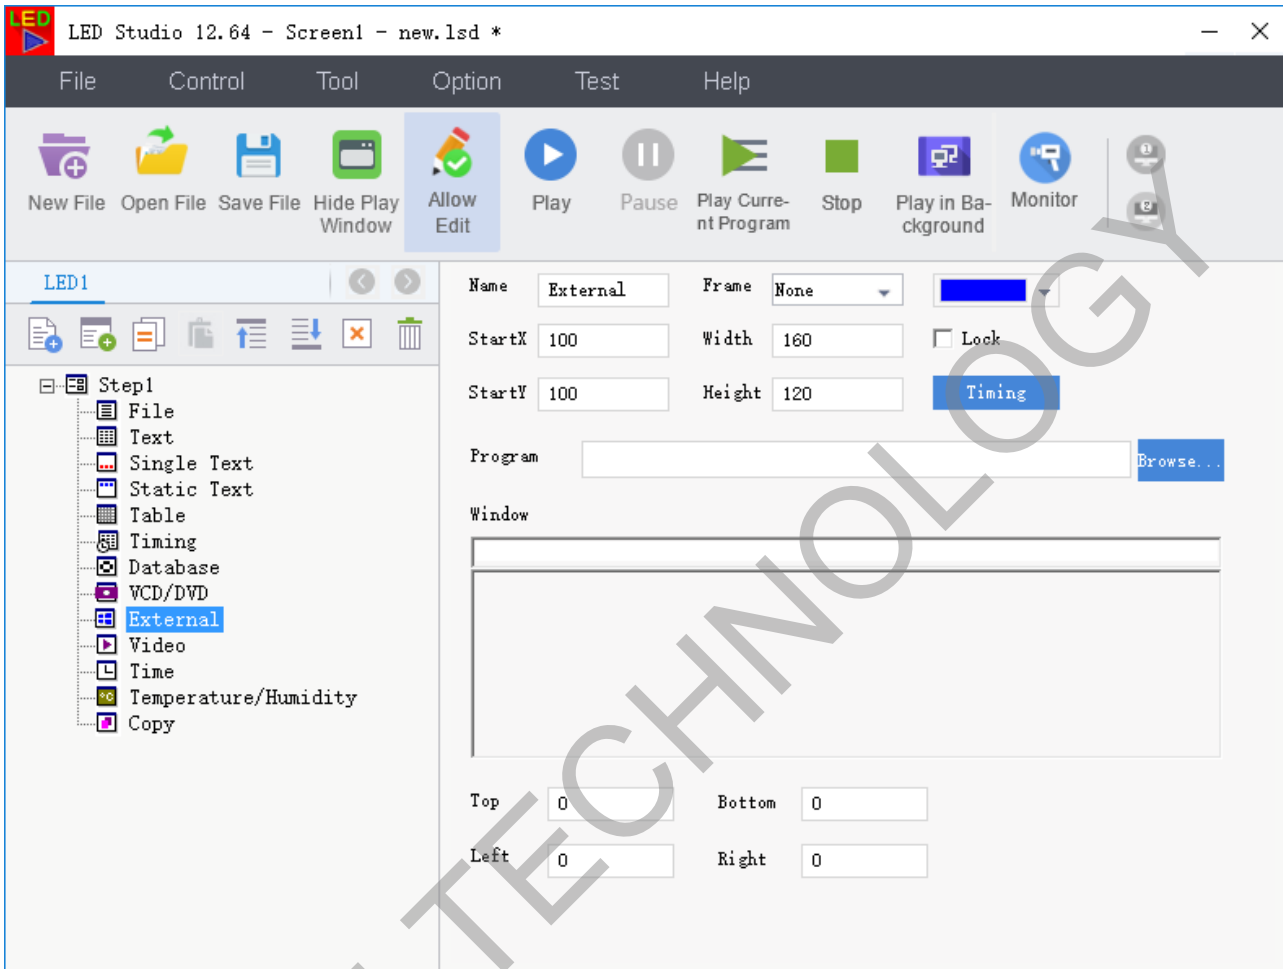 LED
LED Studio 12.64 - Screen1 - new.lsd *
File Control Tool Option Test Help
New File Open File Save File Hide Play Window Allow Edit Play Pause Play Curre-nt Program Stop Play in Ba-ckground Monitor
1
2
LED1
Name External Frame None
StartX 100 Width 160 Lock
StartY 100 Height 120 Timing
Program Browse...
Window
Top 0 Bottom 0
Left 0 Right 0
Step1
File
Text
Single Text
Static Text
Table
Timing
Database
VCD/DVD
External
Video
Time
°C Temperature/Humidity
Copy
TECHNOLOGY